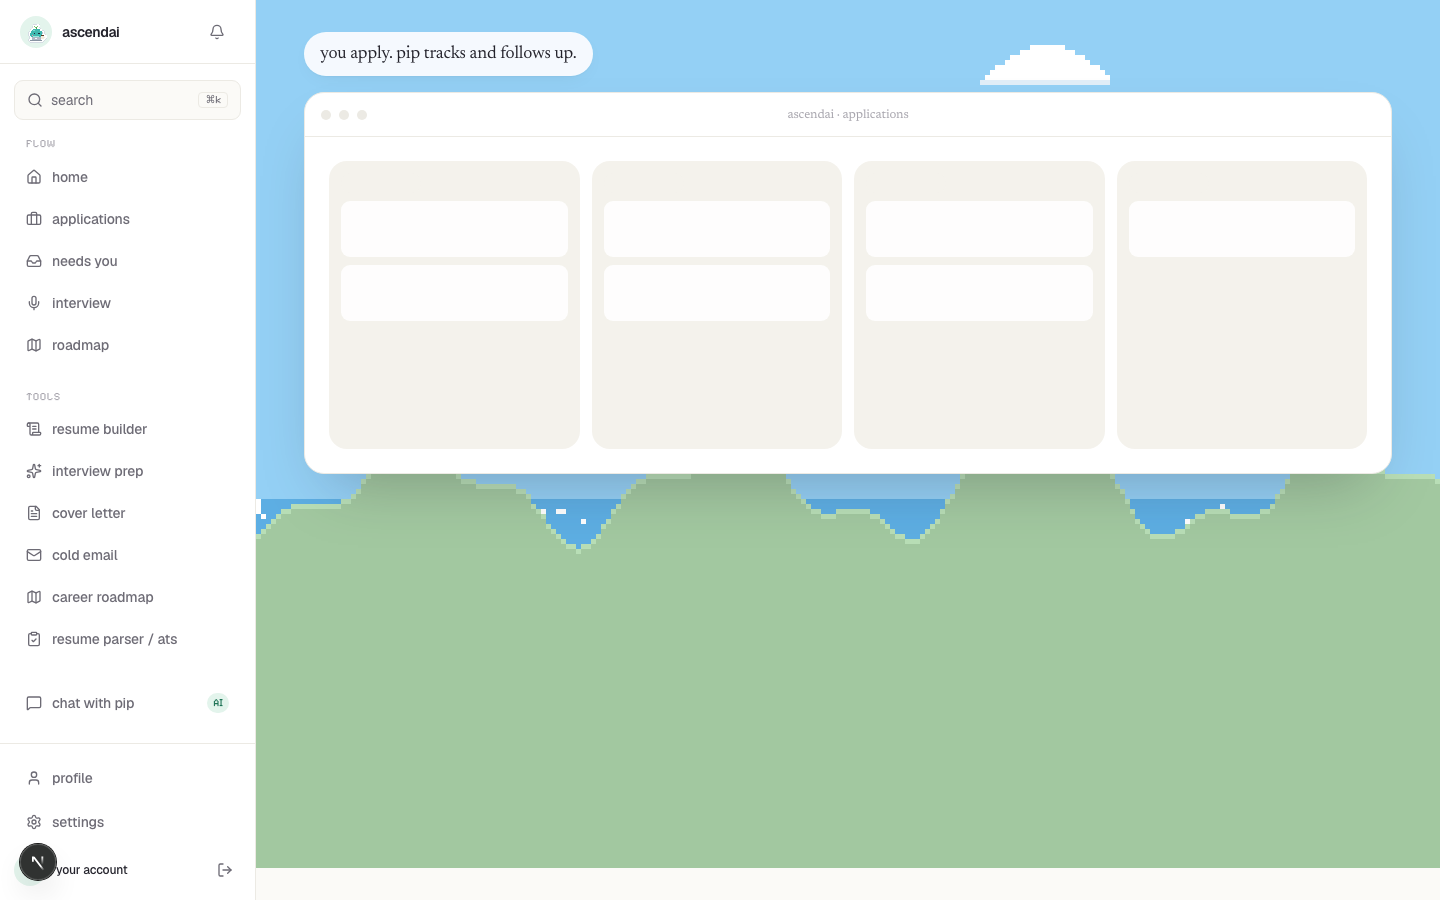 ascendai
search
⌘k
FLOW
home
applications
needs you
interview
roadmap
TOOLS
resume builder
interview prep
cover letter
cold email
career roadmap
resume parser / ats
chat with pip
AI
profile
settings
your account
you apply. pip tracks and follows up.
ascendai · applications